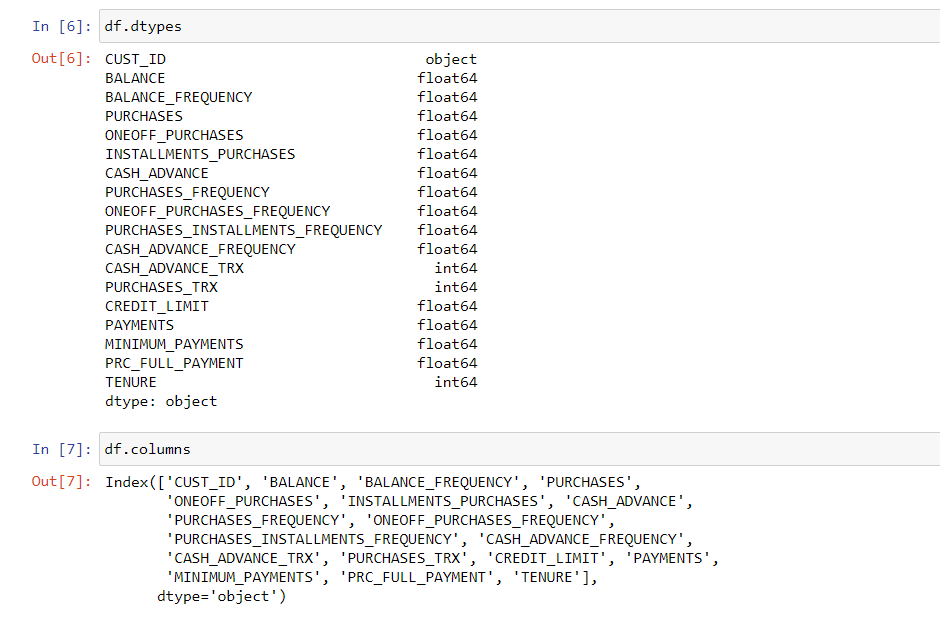 In [6]: df.dtypes
Out[6]: CUST_ID object
BALANCE float64
BALANCE_FREQUENCY float64
PURCHASES float64
ONEOFF_PURCHASES float64
INSTALLMENTS_PURCHASES float64
CASH_ADVANCE float64
PURCHASES_FREQUENCY float64
ONEOFF_PURCHASES_FREQUENCY float64
PURCHASES_INSTALLMENTS_FREQUENCY float64
CASH_ADVANCE_FREQUENCY float64
CASH_ADVANCE_TRX int64
PURCHASES_TRX int64
CREDIT_LIMIT float64
PAYMENTS float64
MINIMUM_PAYMENTS float64
PRC_FULL_PAYMENT float64
TENURE int64
dtype: object
In [7]: df.columns
Out[7]: Index(['CUST_ID', 'BALANCE', 'BALANCE_FREQUENCY', 'PURCHASES',
'ONEOFF_PURCHASES', 'INSTALLMENTS_PURCHASES', 'CASH_ADVANCE',
'PURCHASES_FREQUENCY', 'ONEOFF_PURCHASES_FREQUENCY',
'PURCHASES_INSTALLMENTS_FREQUENCY', 'CASH_ADVANCE_FREQUENCY',
'CASH_ADVANCE_TRX', 'PURCHASES_TRX', 'CREDIT_LIMIT', 'PAYMENTS',
'MINIMUM_PAYMENTS', 'PRC_FULL_PAYMENT', 'TENURE'],
dtype='object')